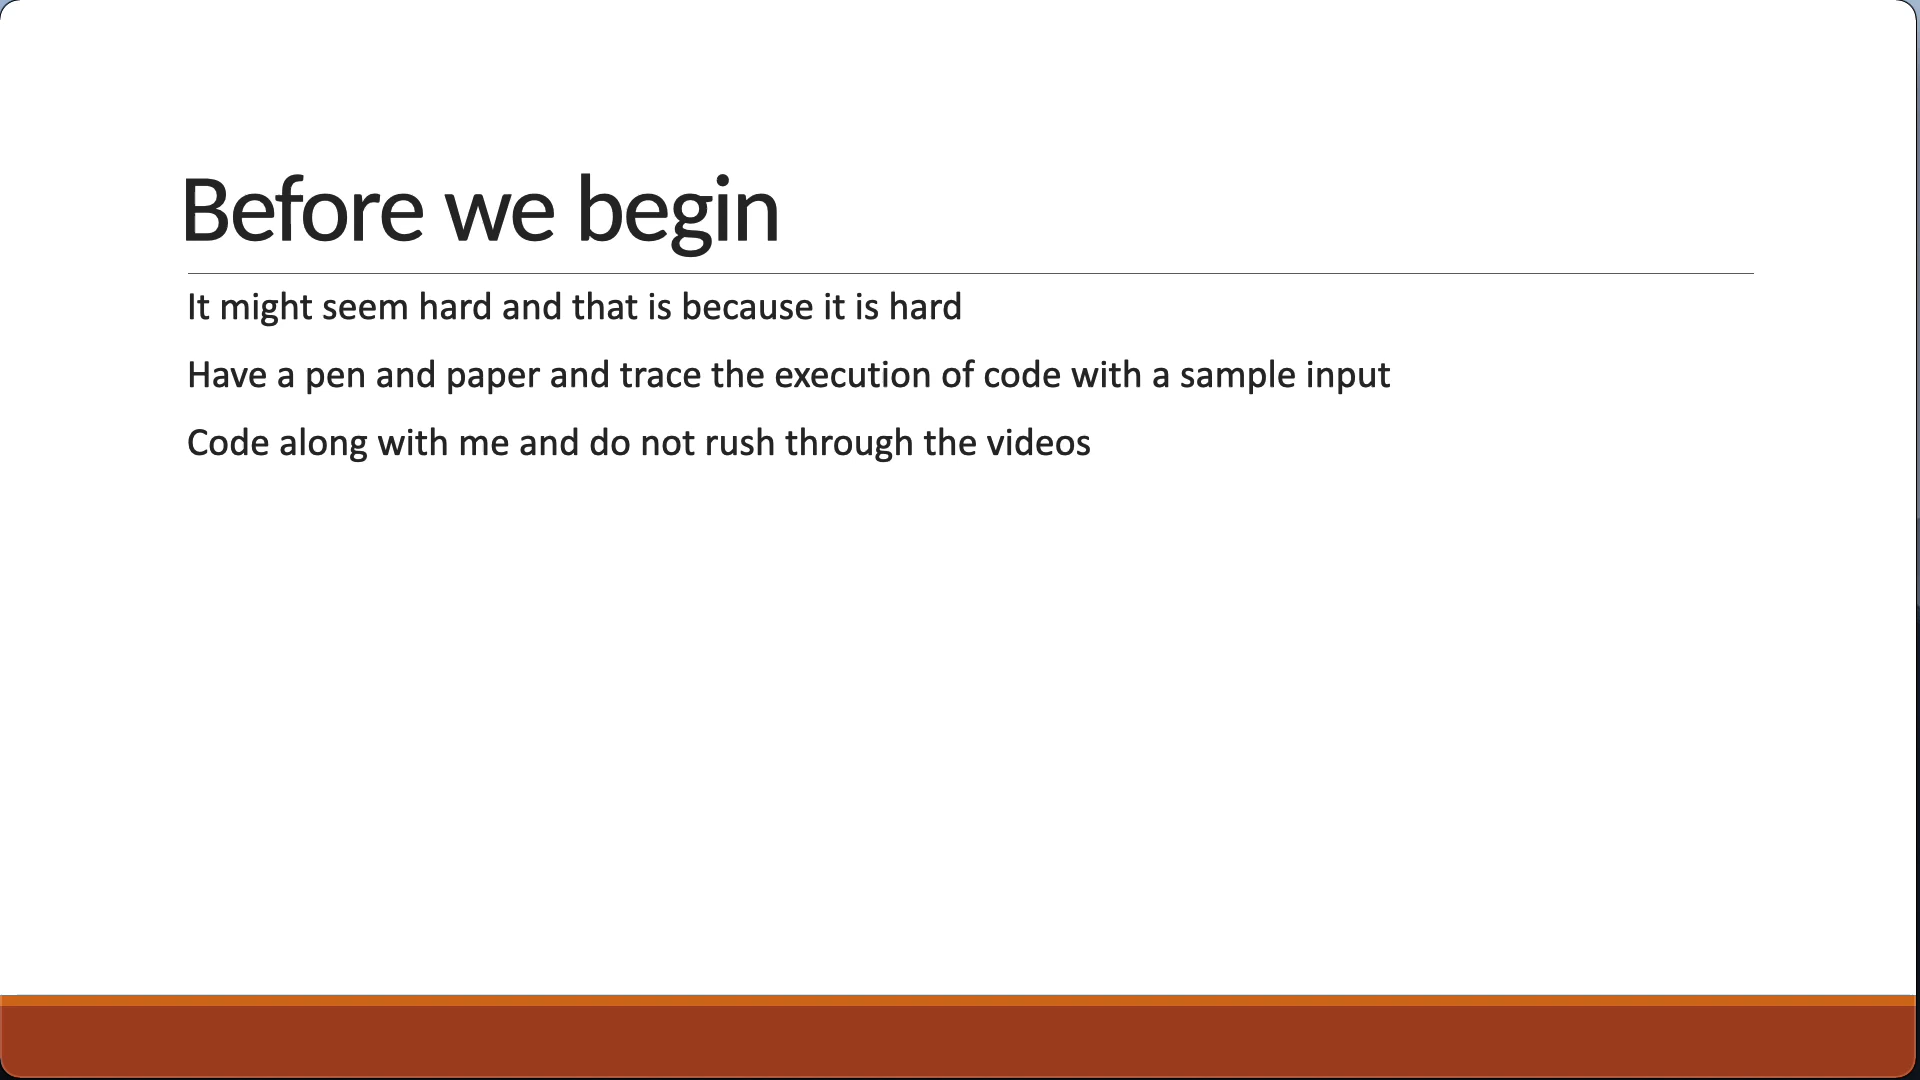 Before we begin
It might seem hard and that is because it is hard
Have a pen and paper and trace the execution of code with a sample input
Code along with me and do not rush through the videos